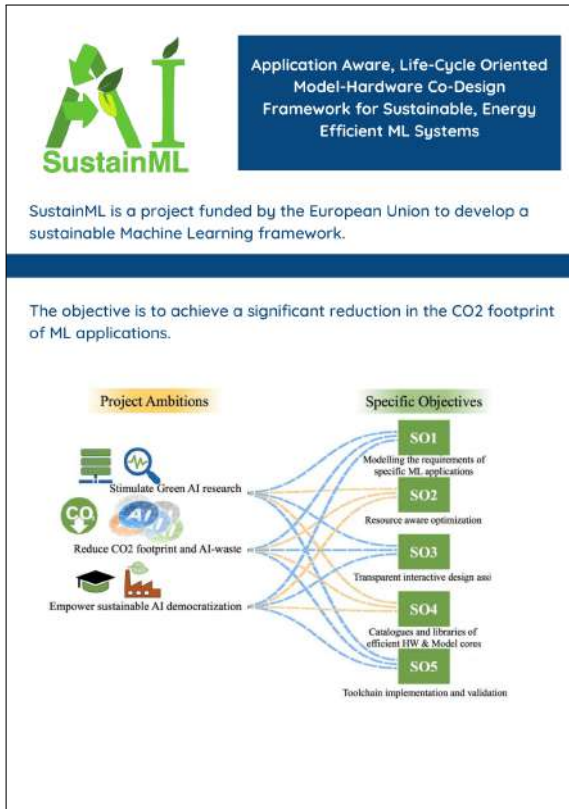 AI
SustainML
Application Aware, Life-Cycle Oriented
Model-Hardware Co-Design
Framework for Sustainable, Energy
Efficient ML Systems
SustainML is a project funded by the European Union to develop a
sustainable Machine Learning framework.
The objective is to achieve a significant reduction in the CO2 footprint
of ML applications.
Project Ambitions
Stimulate Green AI research
CO
AI
Reduce CO2 footprint and AI-waste
Empower sustainable AI democratization
Specific Objectives
SO1
Modelling the requirements of
specific ML applications
SO2
Resource aware optimization
SO3
Transparent interactive design assi
SO4
Catalogues and libraries of
efficient HW & Model cores
SO5
Toolchain implementation and validation